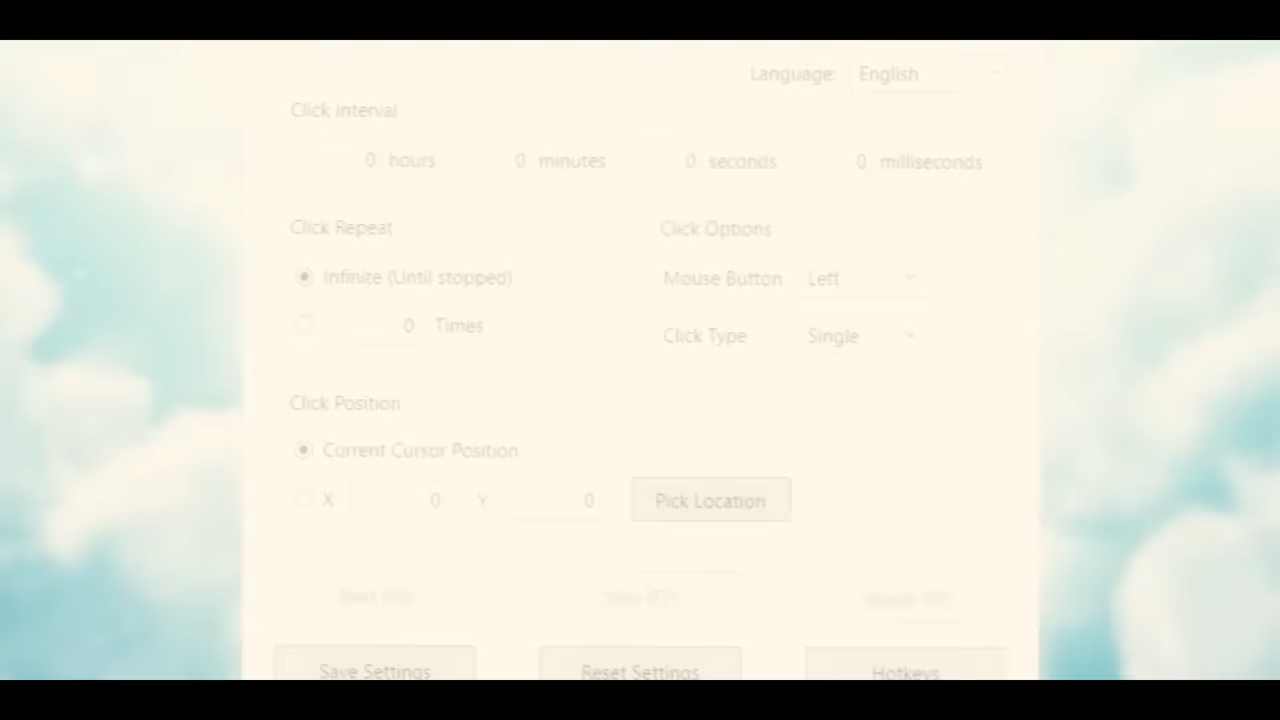 Language: English
Click interval
0 hours 0 minutes 0 seconds 0 milliseconds
Click Repeat
Click Options
Infinite (Until stopped)
Mouse Button Left
0 Times
Click Type Single
Click Position
Current Cursor Position
X 0 Y 0 Pick Location
Save Settings Reset Settings Hotkeys